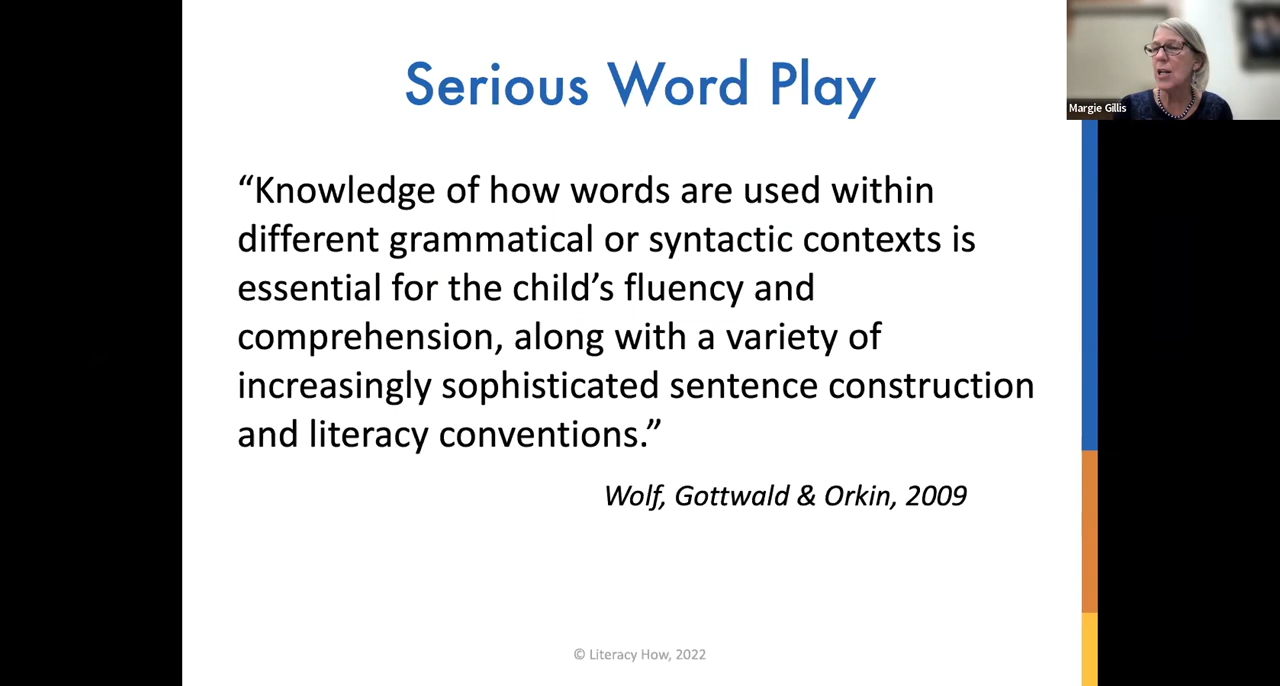 Serious Word Play
Margie Gillis
“Knowledge of how words are used within
different grammatical or syntactic contexts is
essential for the child’s fluency and
comprehension, along with a variety of
increasingly sophisticated sentence construction
and literacy conventions.”
Wolf, Gottwald & Orkin, 2009
© Literacy How, 2022